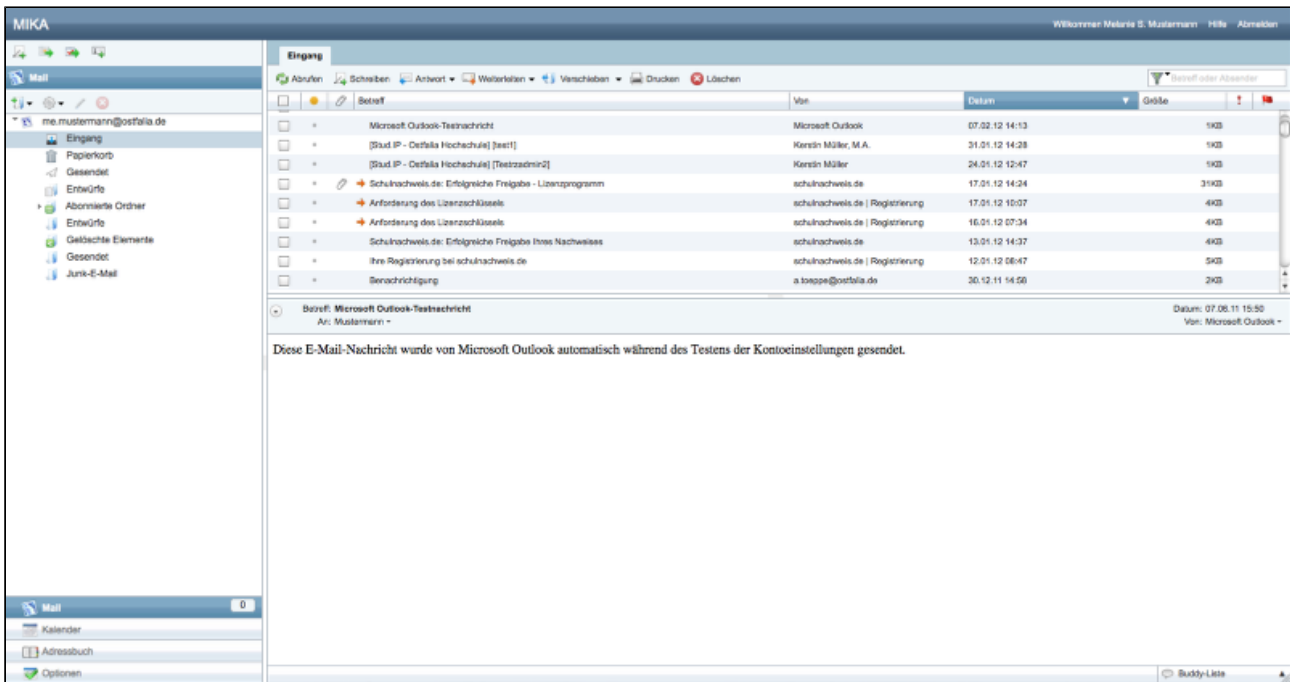 MIKA
Willkommen Melanie S. Mustermann Hilfe Abmelden
Eingang
Mail
Abrufen Schreiben Antwort Weiterleiten Verschieben Drucken Löschen
Betreff oder Absender
Betreff Von Datum Größe
me.mustermann@ostfalia.de
Eingang
Papierkorb
Gesendet
Entwürfe
Abonnierte Ordner
Entwürfe
Gelöschte Elemente
Gesendet
Junk-E-Mail
Microsoft Outlook-Testnachricht Microsoft Outlook 07.02.12 14:13 1KB
[Stud.IP - Ostfalia Hochschule] [test1] Kerstin Müller, M.A. 31.01.12 14:28 1KB
[Stud.IP - Ostfalia Hochschule] [Testrzadmin2] Kerstin Müller 24.01.12 12:47 1KB
Schulnachweis.de: Erfolgreiche Freigabe - Lizenzprogramm schulnachweis.de 17.01.12 14:24 31KB
Anforderung des Lizenzschlüssels schulnachweis.de | Registrierung 17.01.12 10:07 4KB
Anforderung des Lizenzschlüssels schulnachweis.de | Registrierung 16.01.12 07:34 4KB
Schulnachweis.de: Erfolgreiche Freigabe Ihres Nachweises schulnachweis.de 13.01.12 14:37 4KB
Ihre Registrierung bei schulnachweis.de schulnachweis.de | Registrierung 12.01.12 08:47 5KB
Benachrichtigung a.toeppe@ostfalia.de 30.12.11 14:58 2KB
Betreff: Microsoft Outlook-Testnachricht Datum: 07.06.11 15:50
An: Mustermann Von: Microsoft Outlook
Diese E-Mail-Nachricht wurde von Microsoft Outlook automatisch während des Testens der Kontoeinstellungen gesendet.
Mail 0
Kalender
Adressbuch
Optionen
Buddy-Liste